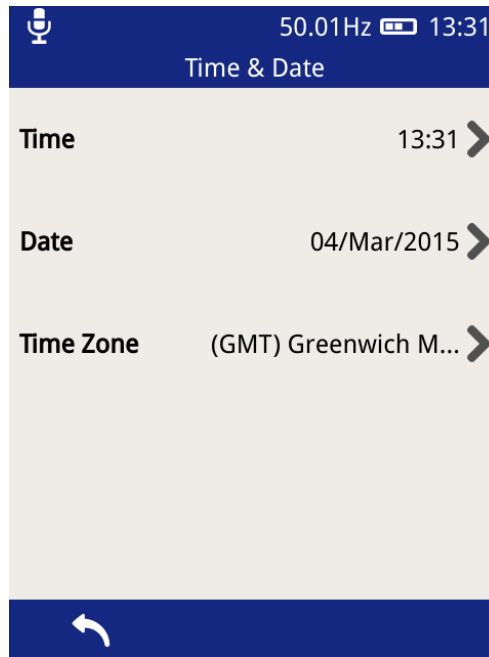 50.01Hz 13:31
Time & Date
Time 13:31
Date 04/Mar/2015
Time Zone (GMT) Greenwich M...